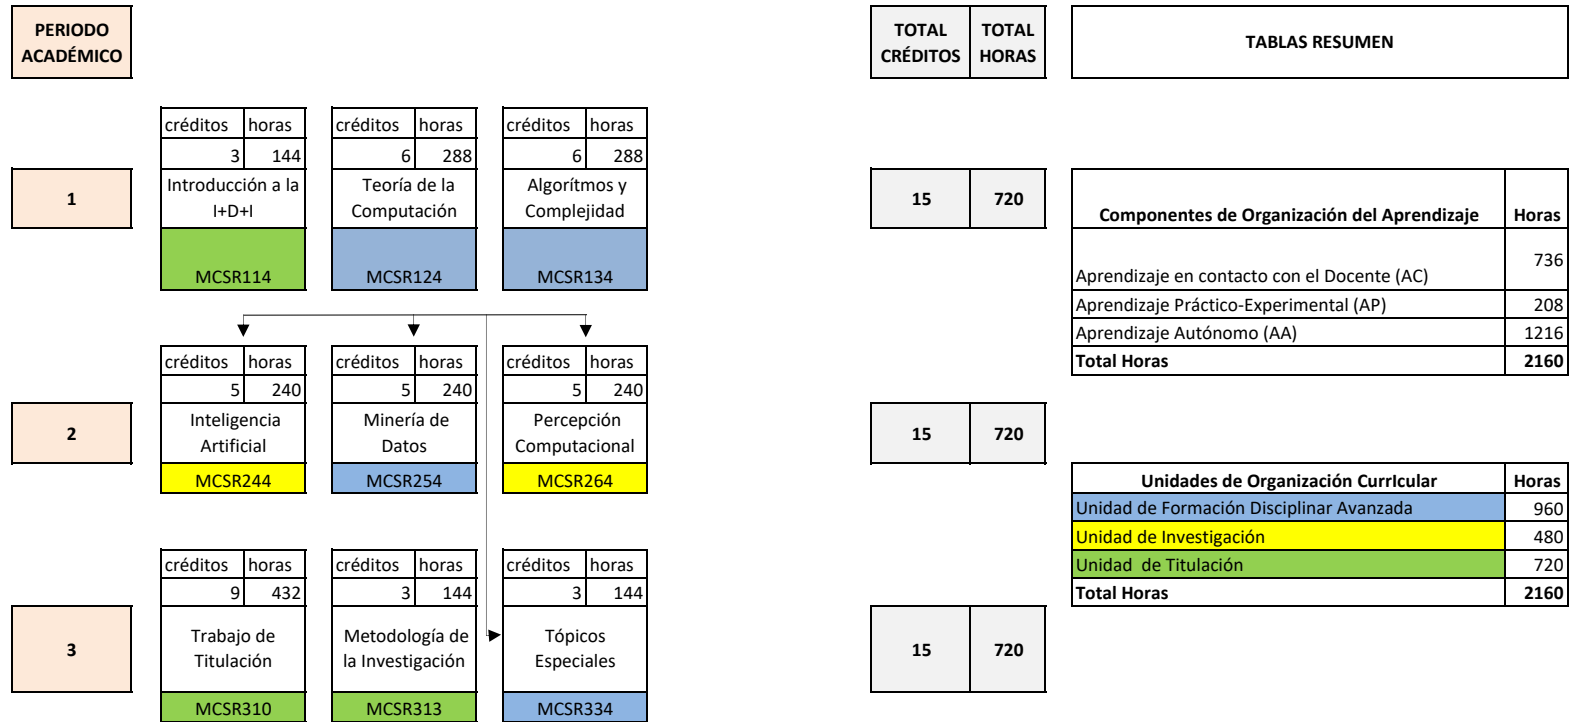 PERIODO
ACADÉMICO
TOTAL
CRÉDITOS
TOTAL
HORAS
TABLAS RESUMEN
créditos horas
3 144
Introducción a la
I+D+I
MCSR114
créditos horas
6 288
Teoría de la
Computación
MCSR124
créditos horas
6 288
Algorítmos y
Complejidad
MCSR134
1
15 720
Componentes de Organización del Aprendizaje Horas
Aprendizaje en contacto con el Docente (AC) 736
Aprendizaje Práctico-Experimental (AP) 208
Aprendizaje Autónomo (AA) 1216
Total Horas 2160
créditos horas
5 240
Inteligencia
Artificial
MCSR244
créditos horas
5 240
Minería de
Datos
MCSR254
créditos horas
5 240
Percepción
Computacional
MCSR264
2
15 720
Unidades de Organización CurrIcular Horas
Unidad de Formación Disciplinar Avanzada 960
Unidad de Investigación 480
Unidad de Titulación 720
Total Horas 2160
créditos horas
9 432
Trabajo de
Titulación
MCSR310
créditos horas
3 144
Metodología de
la Investigación
MCSR313
créditos horas
3 144
Tópicos
Especiales
MCSR334
3
15 720